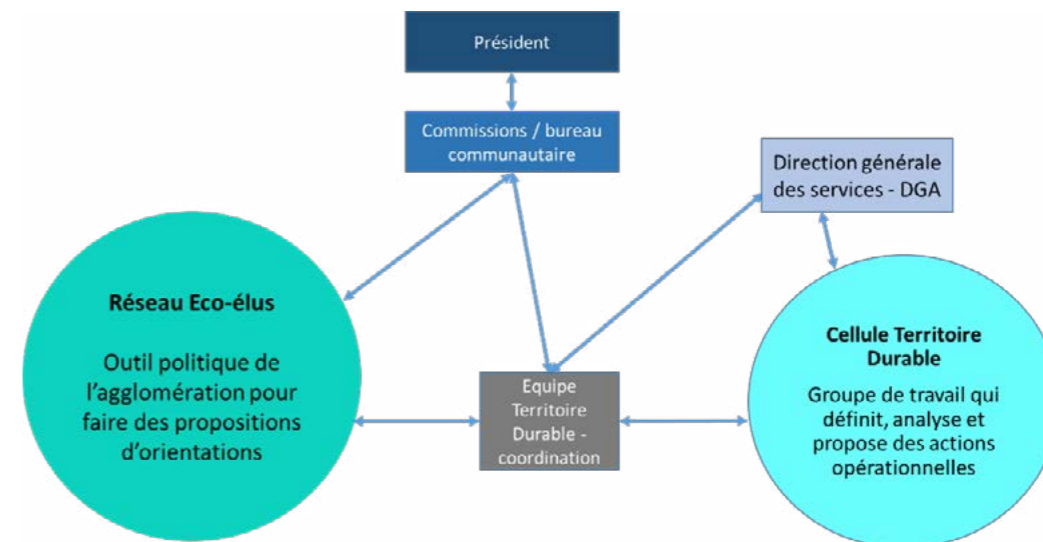 Président
Commissions / bureau
communautaire
Direction générale
des services - DGA
Réseau Eco-élus
Outil politique de
l'agglomération pour
faire des propositions
d'orientations
Equipe
Territoire
Durable -
coordination
Cellule Territoire
Durable
Groupe de travail qui
définit, analyse et
propose des actions
opérationnelles